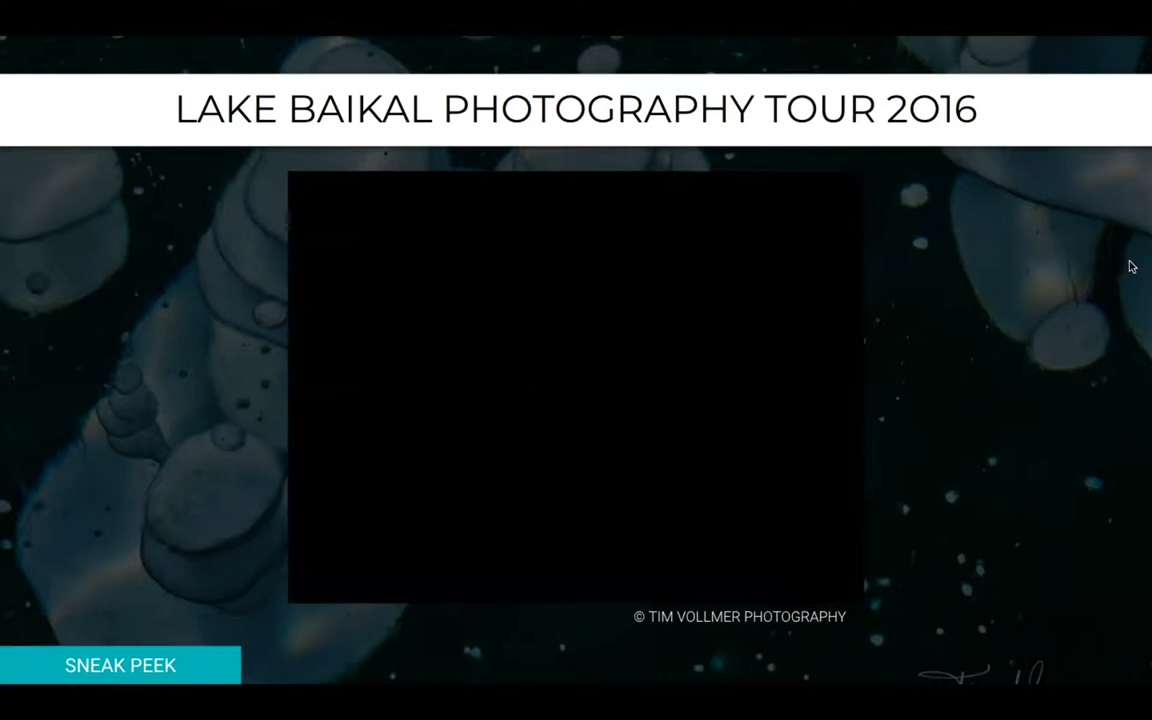 LAKE BAIKAL PHOTOGRAPHY TOUR 2016
© TIM VOLLMER PHOTOGRAPHY
SNEAK PEEK